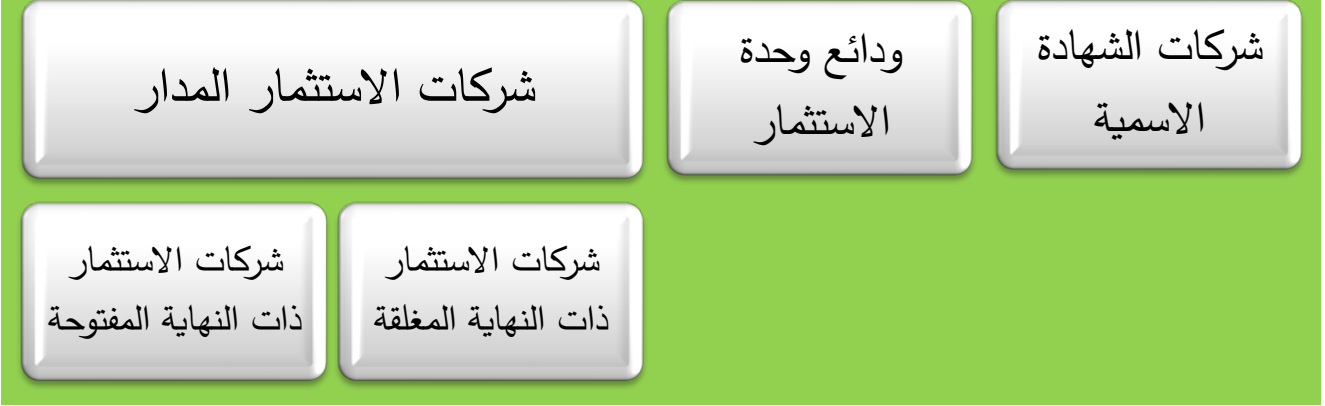 شركات الشهادة
الاسمية
ودائع وحدة
الاستثمار
شركات الاستثمار المدار
شركات الاستثمار
ذات النهاية المغلقة
شركات الاستثمار
ذات النهاية المفتوحة